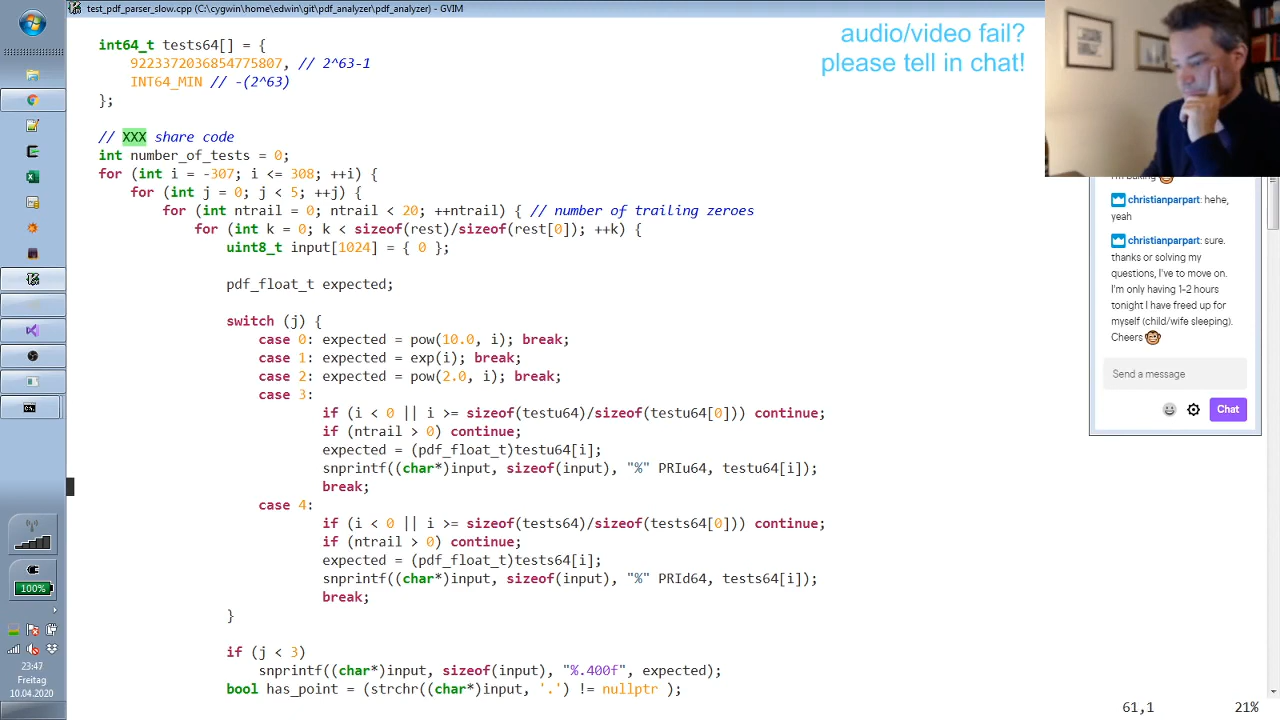 test_pdf_parser_slow.cpp (C:\cygwin\home\edwin\git\pdf_analyzer\pdf_analyzer) - GVIM
audio/video fail?
please tell in chat!
int64_t tests64[] = {
9223372036854775807, // 2^63-1
INT64_MIN // -(2^63)
};
// XXX share code
int number_of_tests = 0;
for (int i = -307; i <= 308; ++i) {
for (int j = 0; j < 5; ++j) {
for (int ntrail = 0; ntrail < 20; ++ntrail) { // number of trailing zeroes
for (int k = 0; k < sizeof(rest)/sizeof(rest[0]); ++k) {
uint8_t input[1024] = { 0 };
pdf_float_t expected;
switch (j) {
case 0: expected = pow(10.0, i); break;
case 1: expected = exp(i); break;
case 2: expected = pow(2.0, i); break;
case 3:
if (i < 0 || i >= sizeof(testu64)/sizeof(testu64[0])) continue;
if (ntrail > 0) continue;
expected = (pdf_float_t)testu64[i];
snprintf((char*)input, sizeof(input), "%" PRIu64, testu64[i]);
break;
case 4:
if (i < 0 || i >= sizeof(tests64)/sizeof(tests64[0])) continue;
if (ntrail > 0) continue;
expected = (pdf_float_t)tests64[i];
snprintf((char*)input, sizeof(input), "%" PRId64, tests64[i]);
break;
}
if (j < 3)
snprintf((char*)input, sizeof(input), "%.400f", expected);
bool has_point = (strchr((char*)input, '.') != nullptr );
61,1 21%
christianparpart: hehe,
yeah
christianparpart: sure.
thanks or solving my
questions, I've to move on.
I'm only having 1-2 hours
tonight I have freed up for
myself (child/wife sleeping).
Cheers
Send a message
Chat
100%
23:47
Freitag
10.04.2020